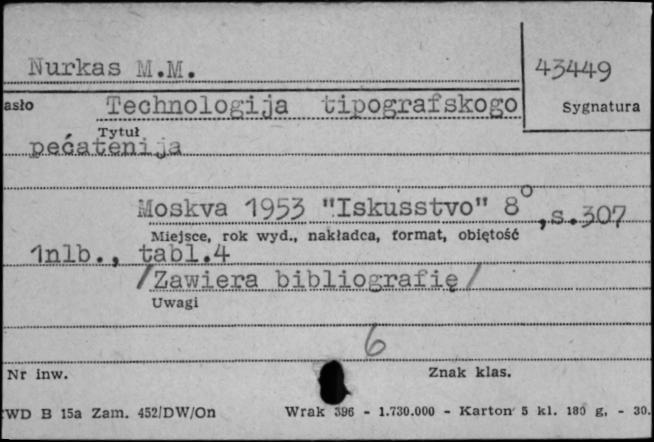 Nurkas M.M.
43449
asło Technologija tipografskogo
Sygnatura
Tytuł
pećatenija
Moskva 1953 "Iskusstvo" 8°, s.307
Miejsce, rok wyd., nakładca, format, obiętość
1nlb., tabl.4
/Zawiera bibliografię/
Uwagi
6
Nr inw. Znak klas.
WD B 15a Zam. 452/DW/On Wrak 396 - 1.730.000 - Karton 5 kl. 180 g, - 30.